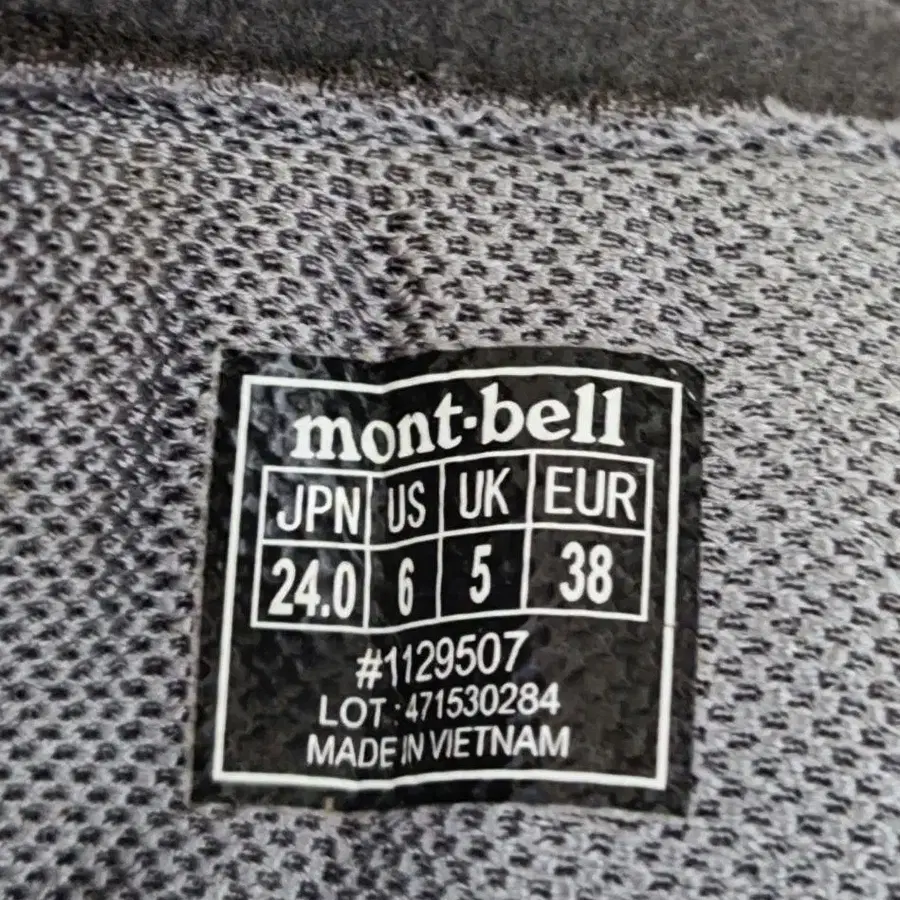 mont-bell
JPN US UK EUR
24.0 6 5 38
#1129507
LOT:471530284
MADE IN VIETNAM